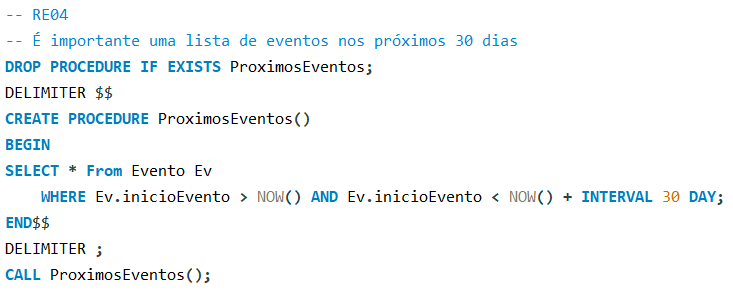 -- RE04
-- É importante uma lista de eventos nos próximos 30 dias
DROP PROCEDURE IF EXISTS ProximosEventos;
DELIMITER $$
CREATE PROCEDURE ProximosEventos()
BEGIN
SELECT * From Evento Ev
    WHERE Ev.inicioEvento > NOW() AND Ev.inicioEvento < NOW() + INTERVAL 30 DAY;
END$$
DELIMITER ;
CALL ProximosEventos();